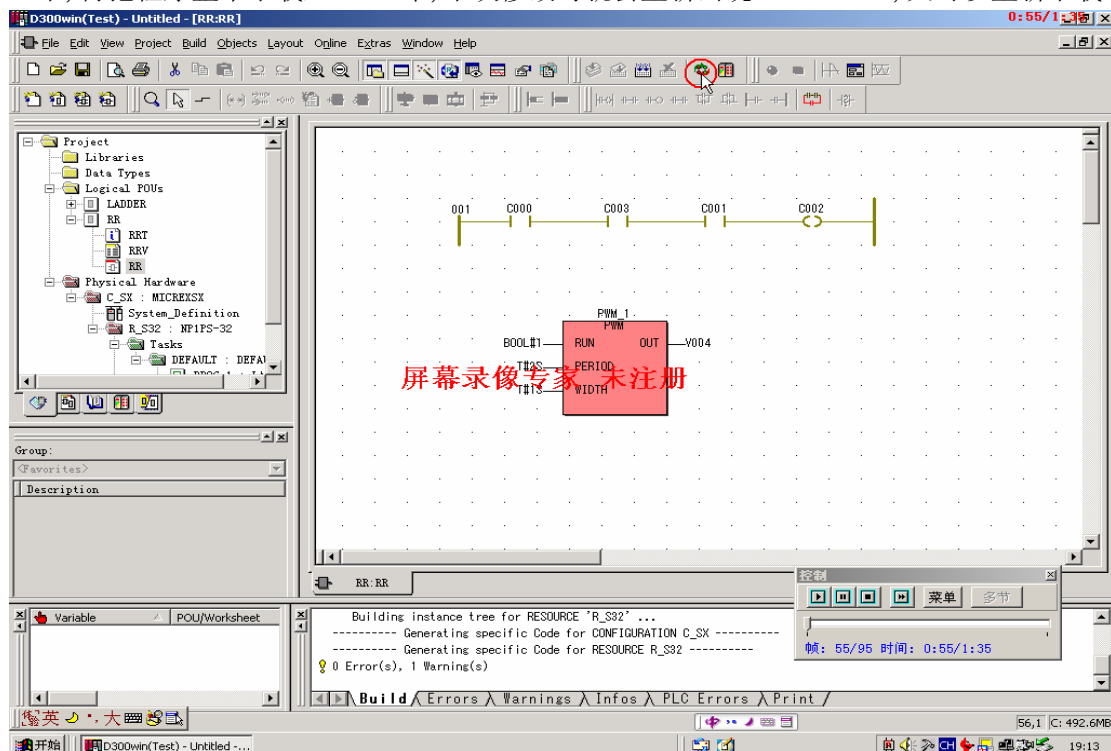 D300win(Test) - Untitled - [RR:RR]
0:55/1:35
File Edit View Project Build Objects Layout Online Extras Window Help
Project
Libraries
Data Types
Logical POUs
LADDER
RR
RRT
RRV
RR
Physical Hardware
C_SX : MICREXSX
System_Definition
R_S32 : NP1PS-32
Tasks
DEFAULT : DEFAU
001 C000 C003 C001 C002
PWM_1
PWM
BOOL#1 RUN OUT V004
T#2S PERIOD
T#1S WIDTH
屏幕录像专家 未注册
Group:
<Favorites>
Description
RR:RR
控制
菜单 多节
帧: 55/95 时间: 0:55/1:35
Variable POU/Worksheet
Building instance tree for RESOURCE 'R_S32' ...
---------- Generating specific Code for CONFIGURATION C_SX ----------
---------- Generating specific Code for RESOURCE R_S32 ----------
0 Error(s), 1 Warning(s)
Build Errors Warnings Infos PLC Errors Print
英 大
56,1 C: 492.6MB
开始 D300win(Test) - Untitled -... CH 19:13